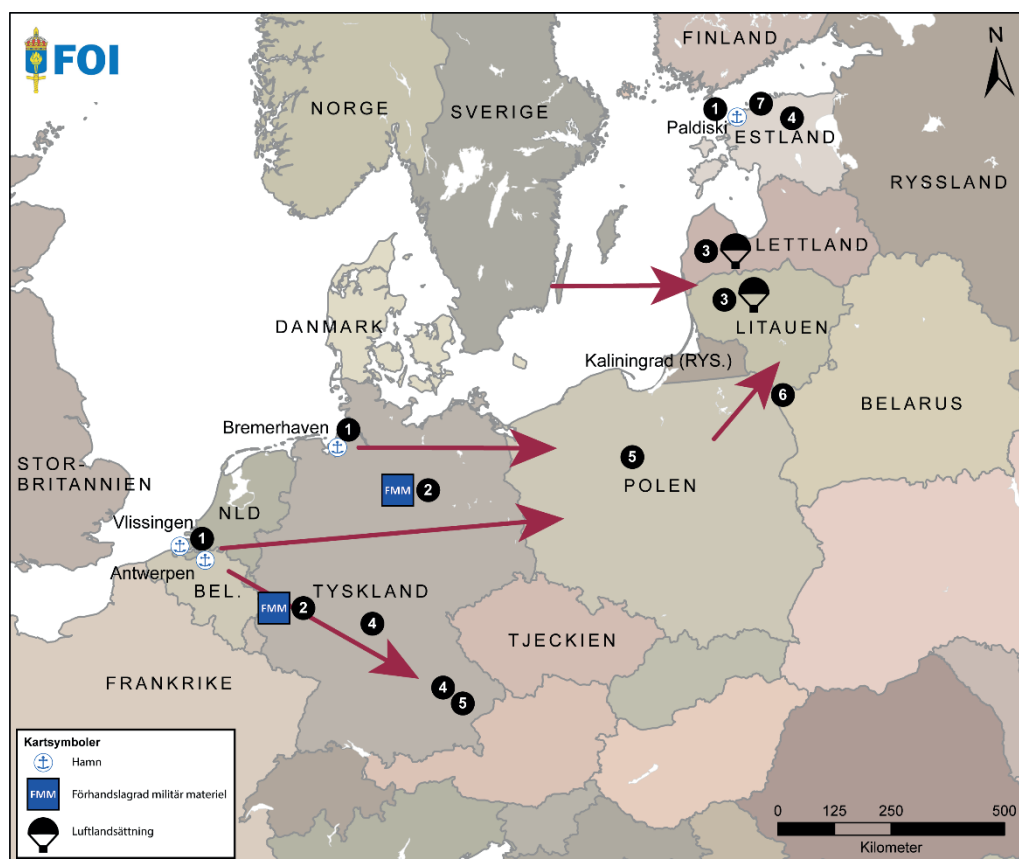 FOI
FINLAND
N
NORGE
SVERIGE
1
7
4
Paldiski
ESTLAND
RYSSLAND
3
LETTLAND
3
LITAUEN
DANMARK
Kaliningrad (RYS.)
6
BELARUS
Bremerhaven
1
5
POLEN
STOR-
BRITANNIEN
FMM
2
NLD
Vlissingen
1
Antwerpen
BEL.
FMM
2
TYSKLAND
4
TJECKIEN
FRANKRIKE
4
5
Kartsymboler
Hamn
FMM
Förhandslagrad militär materiel
Luftlandsättning
0 125 250 500
Kilometer